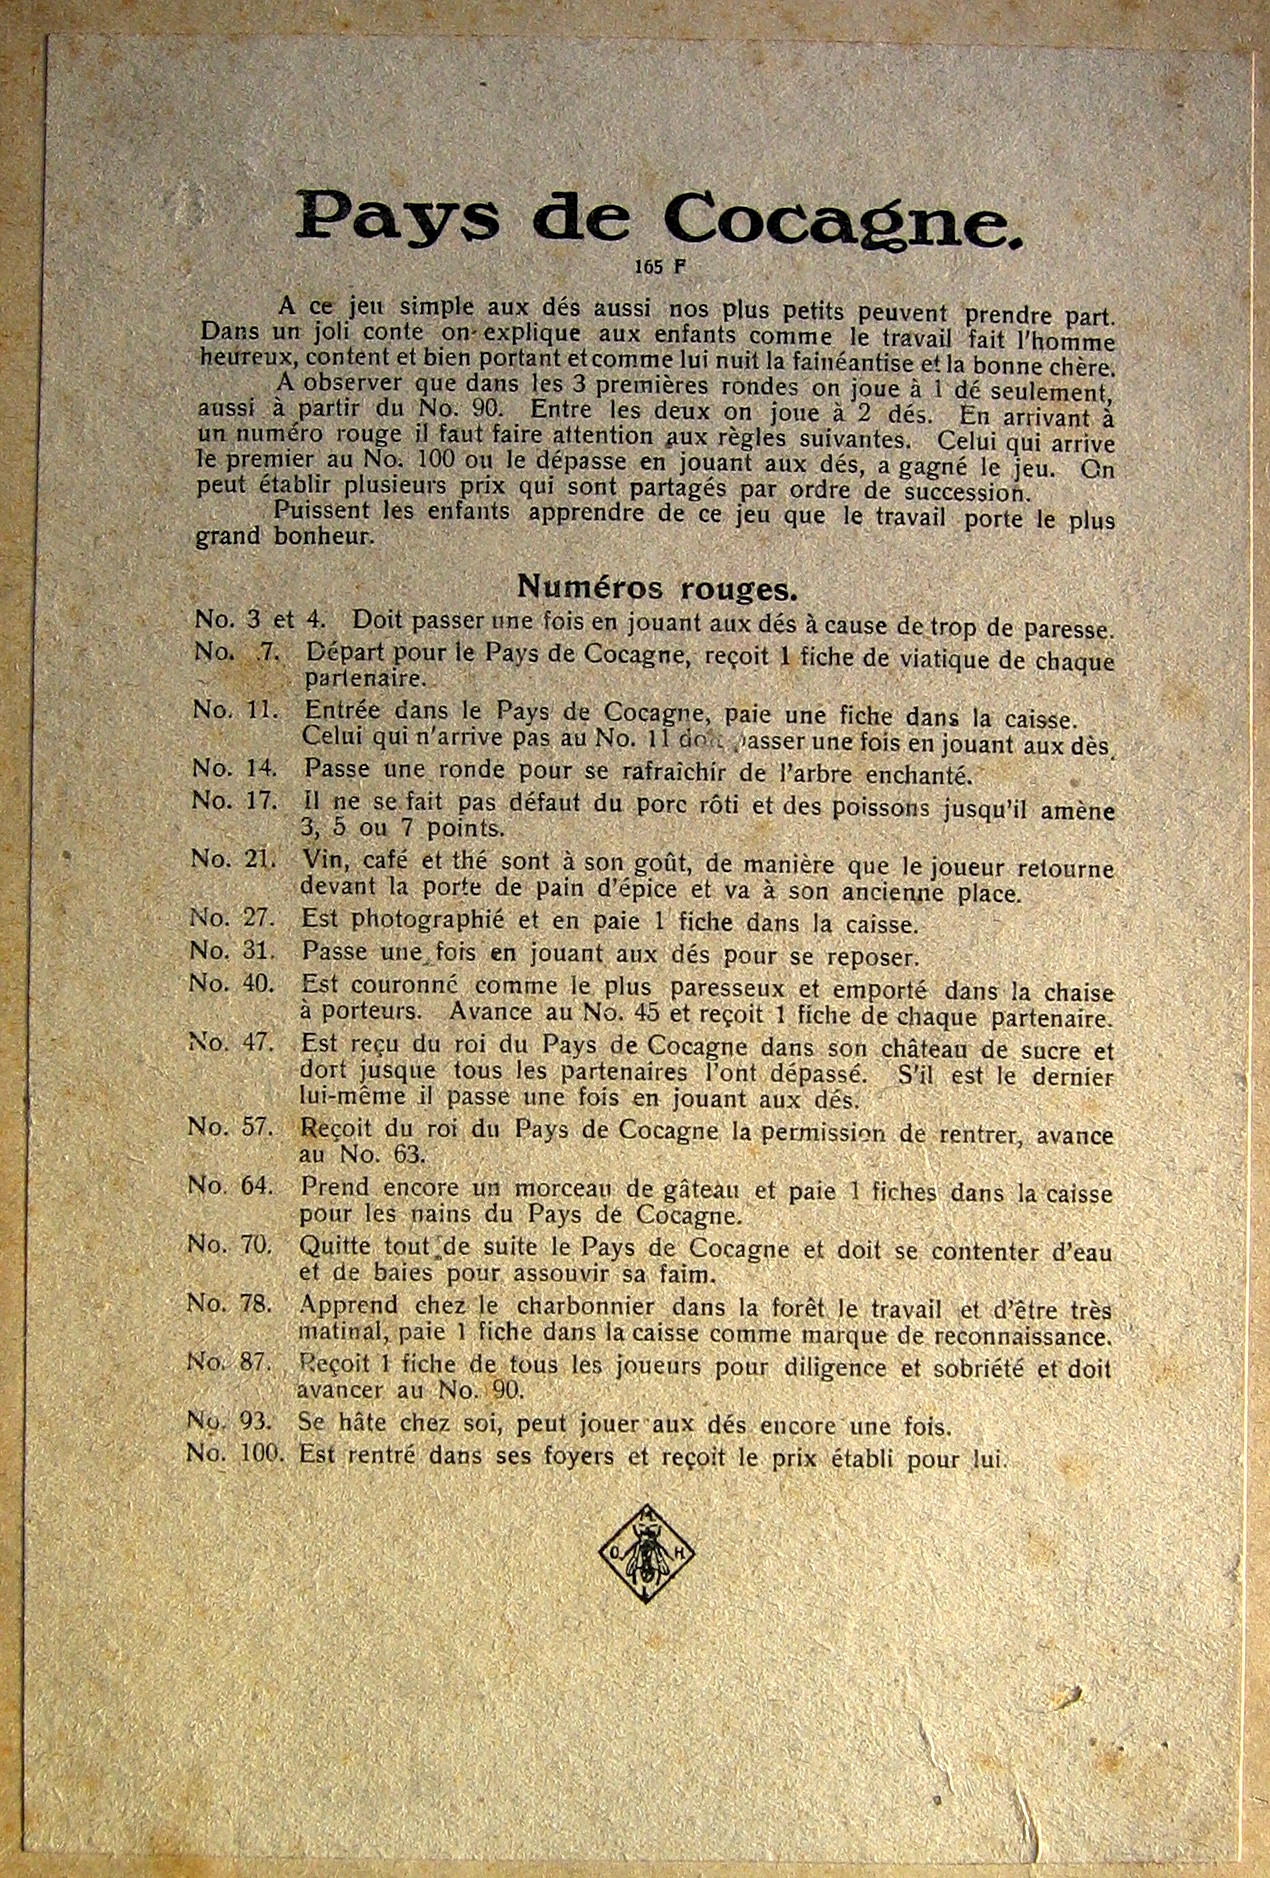 Pays de Cocagne.
165 F
A ce jeu simple aux dés aussi nos plus petits peuvent prendre part.
Dans un joli conte on explique aux enfants comme le travail fait l'homme
heureux, content et bien portant et comme lui nuit la fainéantise et la bonne chère.
A observer que dans les 3 premières rondes on joue à 1 dé seulement,
aussi à partir du No. 90. Entre les deux on joue à 2 dés. En arrivant à
un numéro rouge il faut faire attention aux règles suivantes. Celui qui arrive
le premier au No. 100 ou le dépasse en jouant aux dés, a gagné le jeu. On
peut établir plusieurs prix qui sont partagés par ordre de succession.
Puissent les enfants apprendre de ce jeu que le travail porte le plus
grand bonheur.
Numéros rouges.
No. 3 et 4. Doit passer une fois en jouant aux dés à cause de trop de paresse.
No. 7. Départ pour le Pays de Cocagne, reçoit 1 fiche de viatique de chaque
partenaire.
No. 11. Entrée dans le Pays de Cocagne, paie une fiche dans la caisse.
Celui qui n'arrive pas au No. 11 doit passer une fois en jouant aux dès.
No. 14. Passe une ronde pour se rafraîchir de l'arbre enchanté.
No. 17. Il ne se fait pas défaut du porc rôti et des poissons jusqu'il amène
3, 5 ou 7 points.
No. 21. Vin, café et thé sont à son goût, de manière que le joueur retourne
devant la porte de pain d'épice et va à son ancienne place.
No. 27. Est photographié et en paie 1 fiche dans la caisse.
No. 31. Passe une fois en jouant aux dés pour se reposer.
No. 40. Est couronné comme le plus paresseux et emporté dans la chaise
à porteurs. Avance au No. 45 et reçoit 1 fiche de chaque partenaire.
No. 47. Est reçu du roi du Pays de Cocagne dans son château de sucre et
dort jusque tous les partenaires l'ont dépassé. S'il est le dernier
lui-même il passe une fois en jouant aux dés.
No. 57. Reçoit du roi du Pays de Cocagne la permission de rentrer, avance
au No. 63.
No. 64. Prend encore un morceau de gâteau et paie 1 fiches dans la caisse
pour les nains du Pays de Cocagne.
No. 70. Quitte tout de suite le Pays de Cocagne et doit se contenter d'eau
et de baies pour assouvir sa faim.
No. 78. Apprend chez le charbonnier dans la forêt le travail et d'être très
matinal, paie 1 fiche dans la caisse comme marque de reconnaissance.
No. 87. Reçoit 1 fiche de tous les joueurs pour diligence et sobriété et doit
avancer au No. 90.
No. 93. Se hâte chez soi, peut jouer aux dés encore une fois.
No. 100. Est rentré dans ses foyers et reçoit le prix établi pour lui.
O H